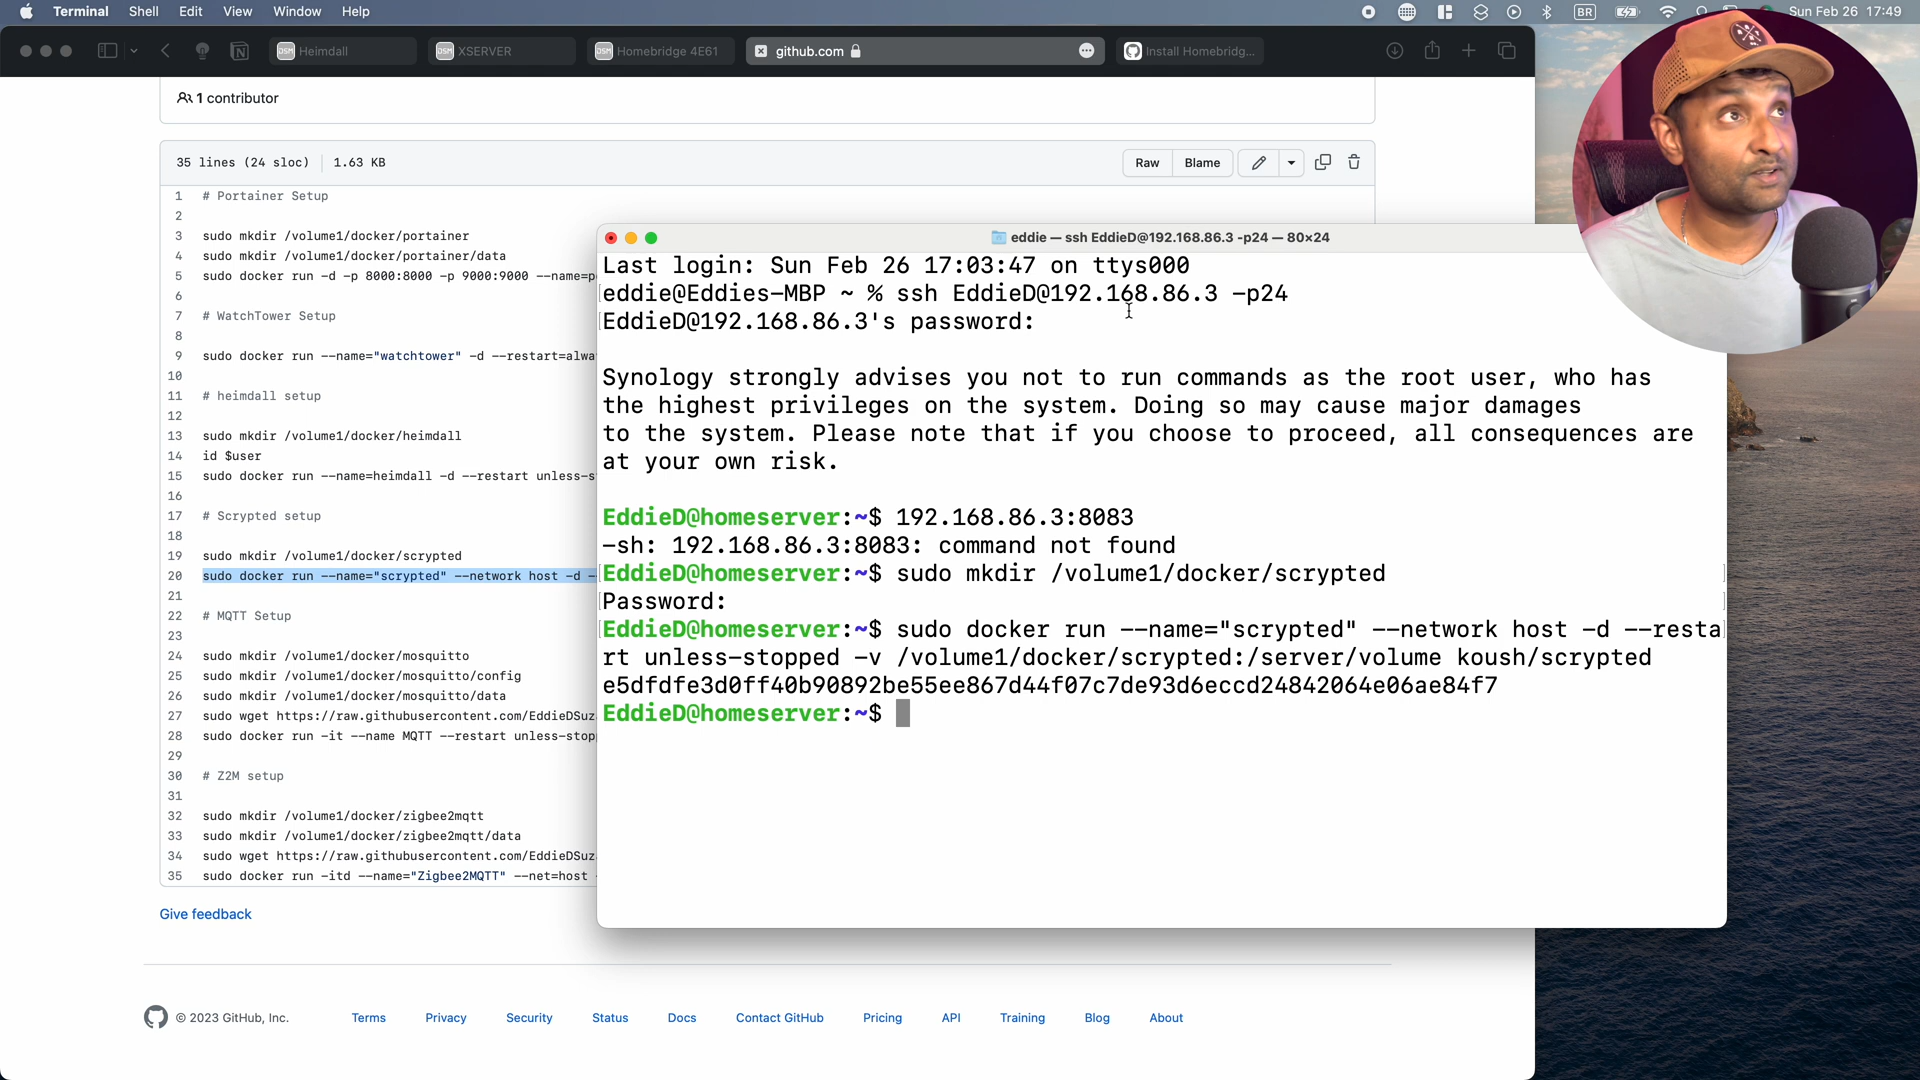 Terminal Shell Edit View Window Help
BR
Sun Feb 26 17:49
DSM Heimdall
DSM XSERVER
DSM Homebridge 4E61
github.com
Install Homebridg...
1 contributor
35 lines (24 sloc) 1.63 KB
Raw Blame
1 # Portainer Setup
2
3 sudo mkdir /volume1/docker/portainer
4 sudo mkdir /volume1/docker/portainer/data
5 sudo docker run -d -p 8000:8000 -p 9000:9000 --name=p
6
7 # WatchTower Setup
8
9 sudo docker run --name="watchtower" -d --restart=alwa
10
11 # heimdall setup
12
13 sudo mkdir /volume1/docker/heimdall
14 id $user
15 sudo docker run --name=heimdall -d --restart unless-s
16
17 # Scrypted setup
18
19 sudo mkdir /volume1/docker/scrypted
20 sudo docker run --name="scrypted" --network host -d -
21
22 # MQTT Setup
23
24 sudo mkdir /volume1/docker/mosquitto
25 sudo mkdir /volume1/docker/mosquitto/config
26 sudo mkdir /volume1/docker/mosquitto/data
27 sudo wget https://raw.githubusercontent.com/EddieDSuz
28 sudo docker run -it --name MQTT --restart unless-stop
29
30 # Z2M setup
31
32 sudo mkdir /volume1/docker/zigbee2mqtt
33 sudo mkdir /volume1/docker/zigbee2mqtt/data
34 sudo wget https://raw.githubusercontent.com/EddieDSuz
35 sudo docker run -itd --name="Zigbee2MQTT" --net=host
Give feedback
© 2023 GitHub, Inc. Terms Privacy Security Status Docs Contact GitHub Pricing API Training Blog About
eddie — ssh EddieD@192.168.86.3 -p24 — 80×24
Last login: Sun Feb 26 17:03:47 on ttys000
eddie@Eddies-MBP ~ % ssh EddieD@192.168.86.3 -p24
EddieD@192.168.86.3's password:
Synology strongly advises you not to run commands as the root user, who has
the highest privileges on the system. Doing so may cause major damages
to the system. Please note that if you choose to proceed, all consequences are
at your own risk.
EddieD@homeserver:~$ 192.168.86.3:8083
-sh: 192.168.86.3:8083: command not found
EddieD@homeserver:~$ sudo mkdir /volume1/docker/scrypted
Password:
EddieD@homeserver:~$ sudo docker run --name="scrypted" --network host -d --resta
rt unless-stopped -v /volume1/docker/scrypted:/server/volume koush/scrypted
e5dfdfe3d0ff40b90892be55ee867d44f07c7de93d6eccd24842064e06ae84f7
EddieD@homeserver:~$